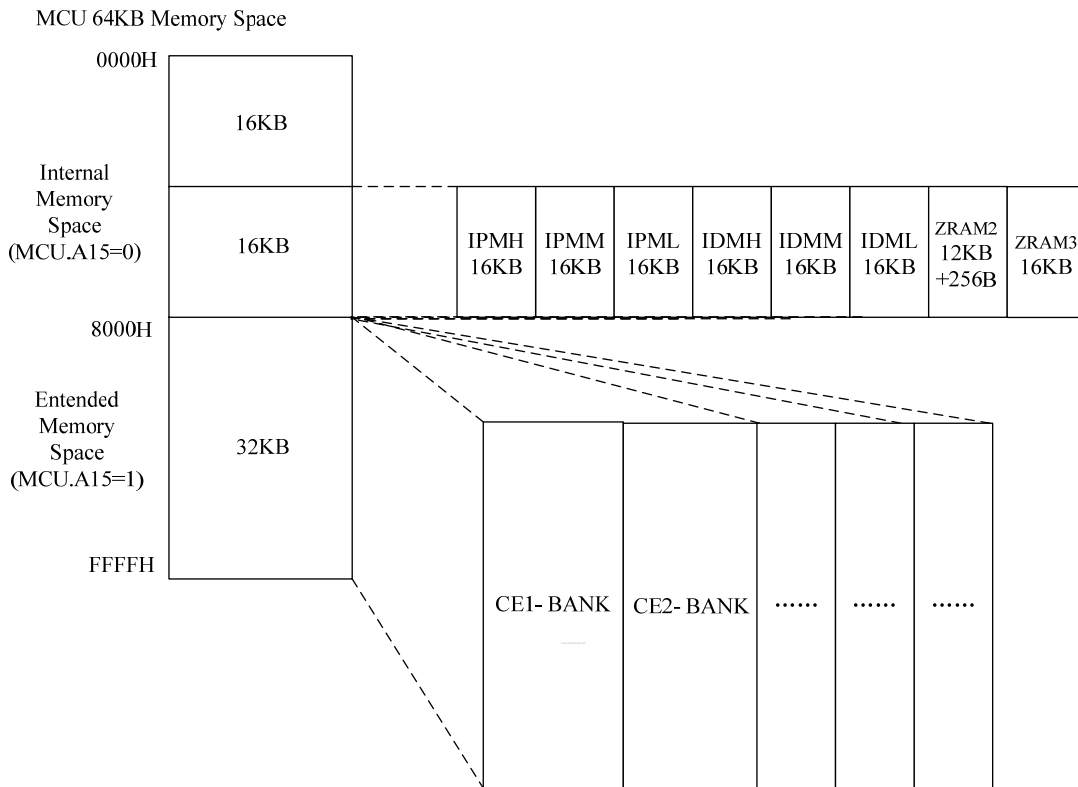 MCU 64KB Memory Space
0000H
16KB
Internal
Memory
Space
(MCU.A15=0)
16KB
IPMH
16KB
IPMM
16KB
IPML
16KB
IDMH
16KB
IDMM
16KB
IDML
16KB
ZRAM2
12KB
+256B
ZRAM3
16KB
8000H
Entended
Memory
Space
(MCU.A15=1)
32KB
FFFFH
CE1- BANK
CE2- BANK
......
......
......